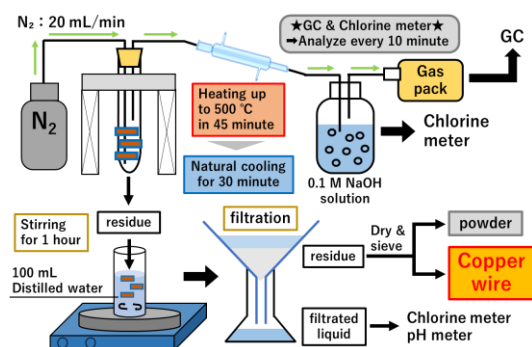 N₂：20 mL/min
★GC & Chlorine meter★
➡Analyze every 10 minute
GC
Gas
pack
N₂
Heating up
to 500 ℃
in 45 minute
Chlorine
meter
Natural cooling
for 30 minute
0.1 M NaOH
solution
Stirring
for 1 hour
residue
filtration
Dry &
sieve
powder
residue
Copper
wire
100 mL
Distilled water
filtrated
liquid
Chlorine meter
pH meter